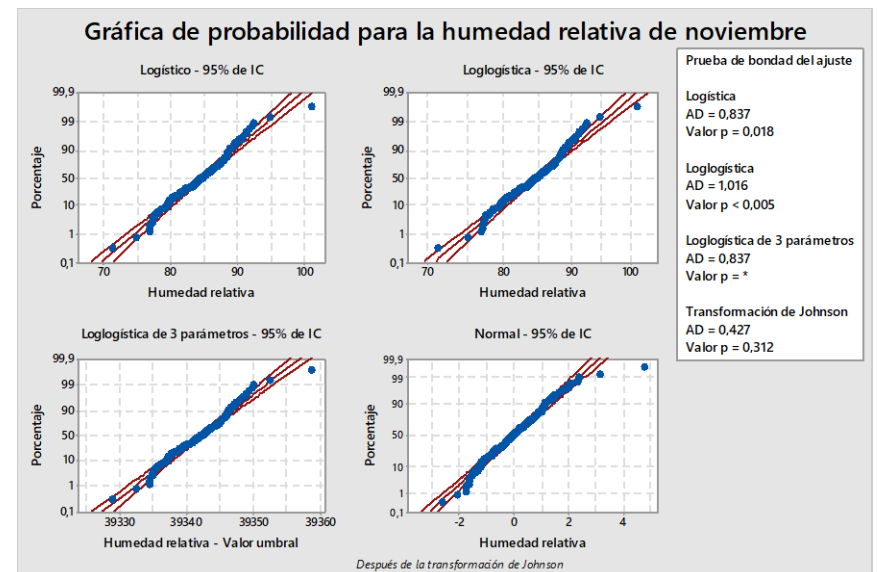 Gráfica de probabilidad para la humedad relativa de noviembre
Logístico - 95% de IC
99,9
99
90
50
10
1
0,1
Porcentaje
70 80 90 100
Humedad relativa
Loglogística - 95% de IC
99,9
99
90
50
10
1
0,1
Porcentaje
70 80 90 100
Humedad relativa
Loglogística de 3 parámetros - 95% de IC
99,9
99
90
50
10
1
0,1
Porcentaje
39330 39340 39350 39360
Humedad relativa - Valor umbral
Normal - 95% de IC
99,9
99
90
50
10
1
0,1
Porcentaje
-2 0 2 4
Humedad relativa
Después de la transformación de Johnson
Prueba de bondad del ajuste
Logística
AD = 0,837
Valor p = 0,018
Loglogística
AD = 1,016
Valor p < 0,005
Loglogística de 3 parámetros
AD = 0,837
Valor p = *
Transformación de Johnson
AD = 0,427
Valor p = 0,312